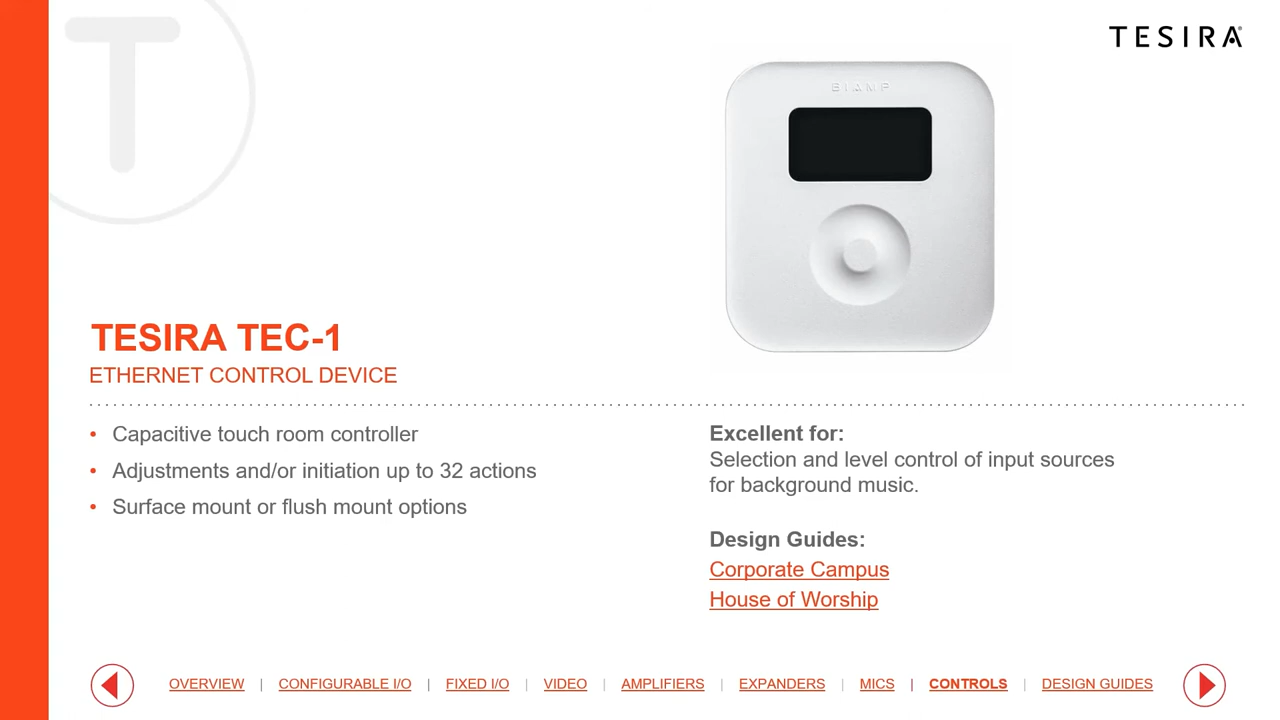 T
TESIRA
BIAMP
TESIRA TEC-1
ETHERNET CONTROL DEVICE
• Capacitive touch room controller
• Adjustments and/or initiation up to 32 actions
• Surface mount or flush mount options
Excellent for:
Selection and level control of input sources
for background music.
Design Guides:
Corporate Campus
House of Worship
OVERVIEW | CONFIGURABLE I/O | FIXED I/O | VIDEO | AMPLIFIERS | EXPANDERS | MICS | CONTROLS | DESIGN GUIDES